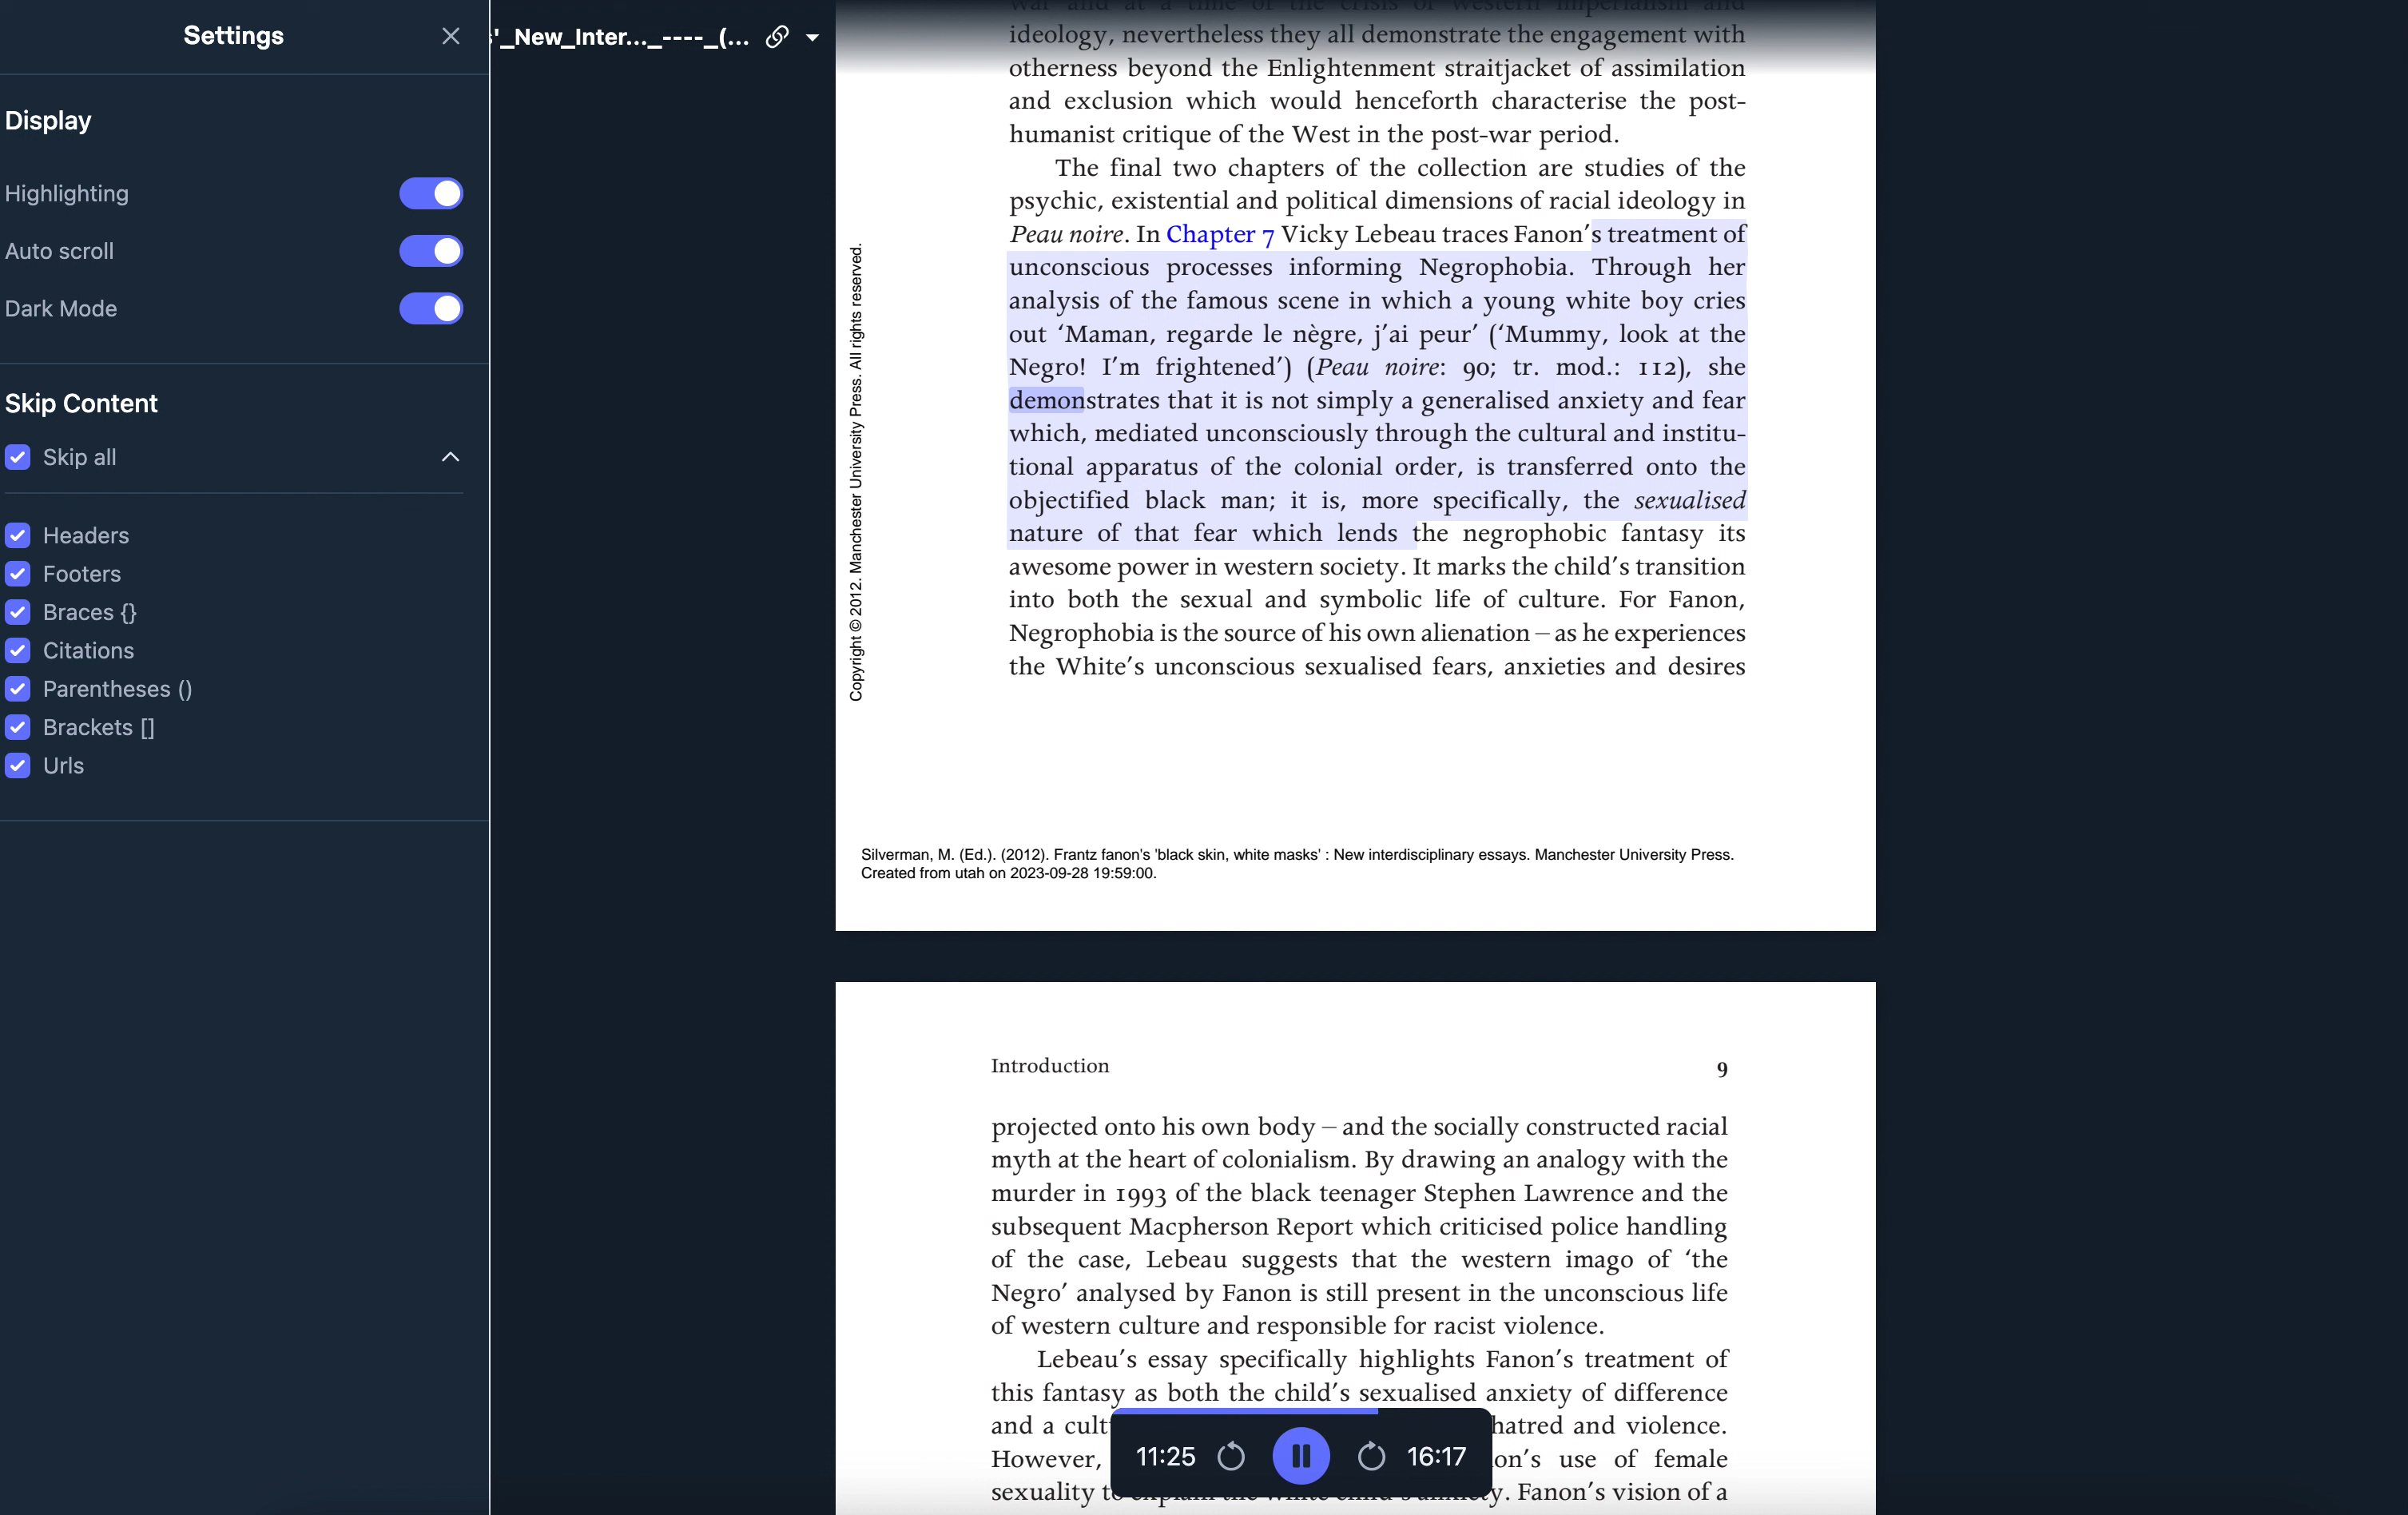 Settings
Display
Highlighting
Auto scroll
Dark Mode
Skip Content
Skip all
Headers
Footers
Braces {}
Citations
Parentheses ()
Brackets []
Urls
'_New_Inter..._----_(...
war and at a time of the crisis of western imperialism and
ideology, nevertheless they all demonstrate the engagement with
otherness beyond the Enlightenment straitjacket of assimilation
and exclusion which would henceforth characterise the post-
humanist critique of the West in the post-war period.
The final two chapters of the collection are studies of the
psychic, existential and political dimensions of racial ideology in
Peau noire. In Chapter 7 Vicky Lebeau traces Fanon's treatment of
unconscious processes informing Negrophobia. Through her
analysis of the famous scene in which a young white boy cries
out ‘Maman, regarde le nègre, j’ai peur’ (‘Mummy, look at the
Negro! I’m frightened’) (Peau noire: 90; tr. mod.: 112), she
demonstrates that it is not simply a generalised anxiety and fear
which, mediated unconsciously through the cultural and institu-
tional apparatus of the colonial order, is transferred onto the
objectified black man; it is, more specifically, the sexualised
nature of that fear which lends the negrophobic fantasy its
awesome power in western society. It marks the child’s transition
into both the sexual and symbolic life of culture. For Fanon,
Negrophobia is the source of his own alienation – as he experiences
the White’s unconscious sexualised fears, anxieties and desires
Copyright © 2012. Manchester University Press. All rights reserved.
Silverman, M. (Ed.). (2012). Frantz fanon's 'black skin, white masks' : New interdisciplinary essays. Manchester University Press.
Created from utah on 2023-09-28 19:59:00.
Introduction 9
projected onto his own body – and the socially constructed racial
myth at the heart of colonialism. By drawing an analogy with the
murder in 1993 of the black teenager Stephen Lawrence and the
subsequent Macpherson Report which criticised police handling
of the case, Lebeau suggests that the western imago of ‘the
Negro’ analysed by Fanon is still present in the unconscious life
of western culture and responsible for racist violence.
Lebeau’s essay specifically highlights Fanon’s treatment of
this fantasy as both the child’s sexualised anxiety of difference
and a cult hatred and violence.
However, on’s use of female
sexuality to explain the white child's anxiety. Fanon’s vision of a
11:25 16:17